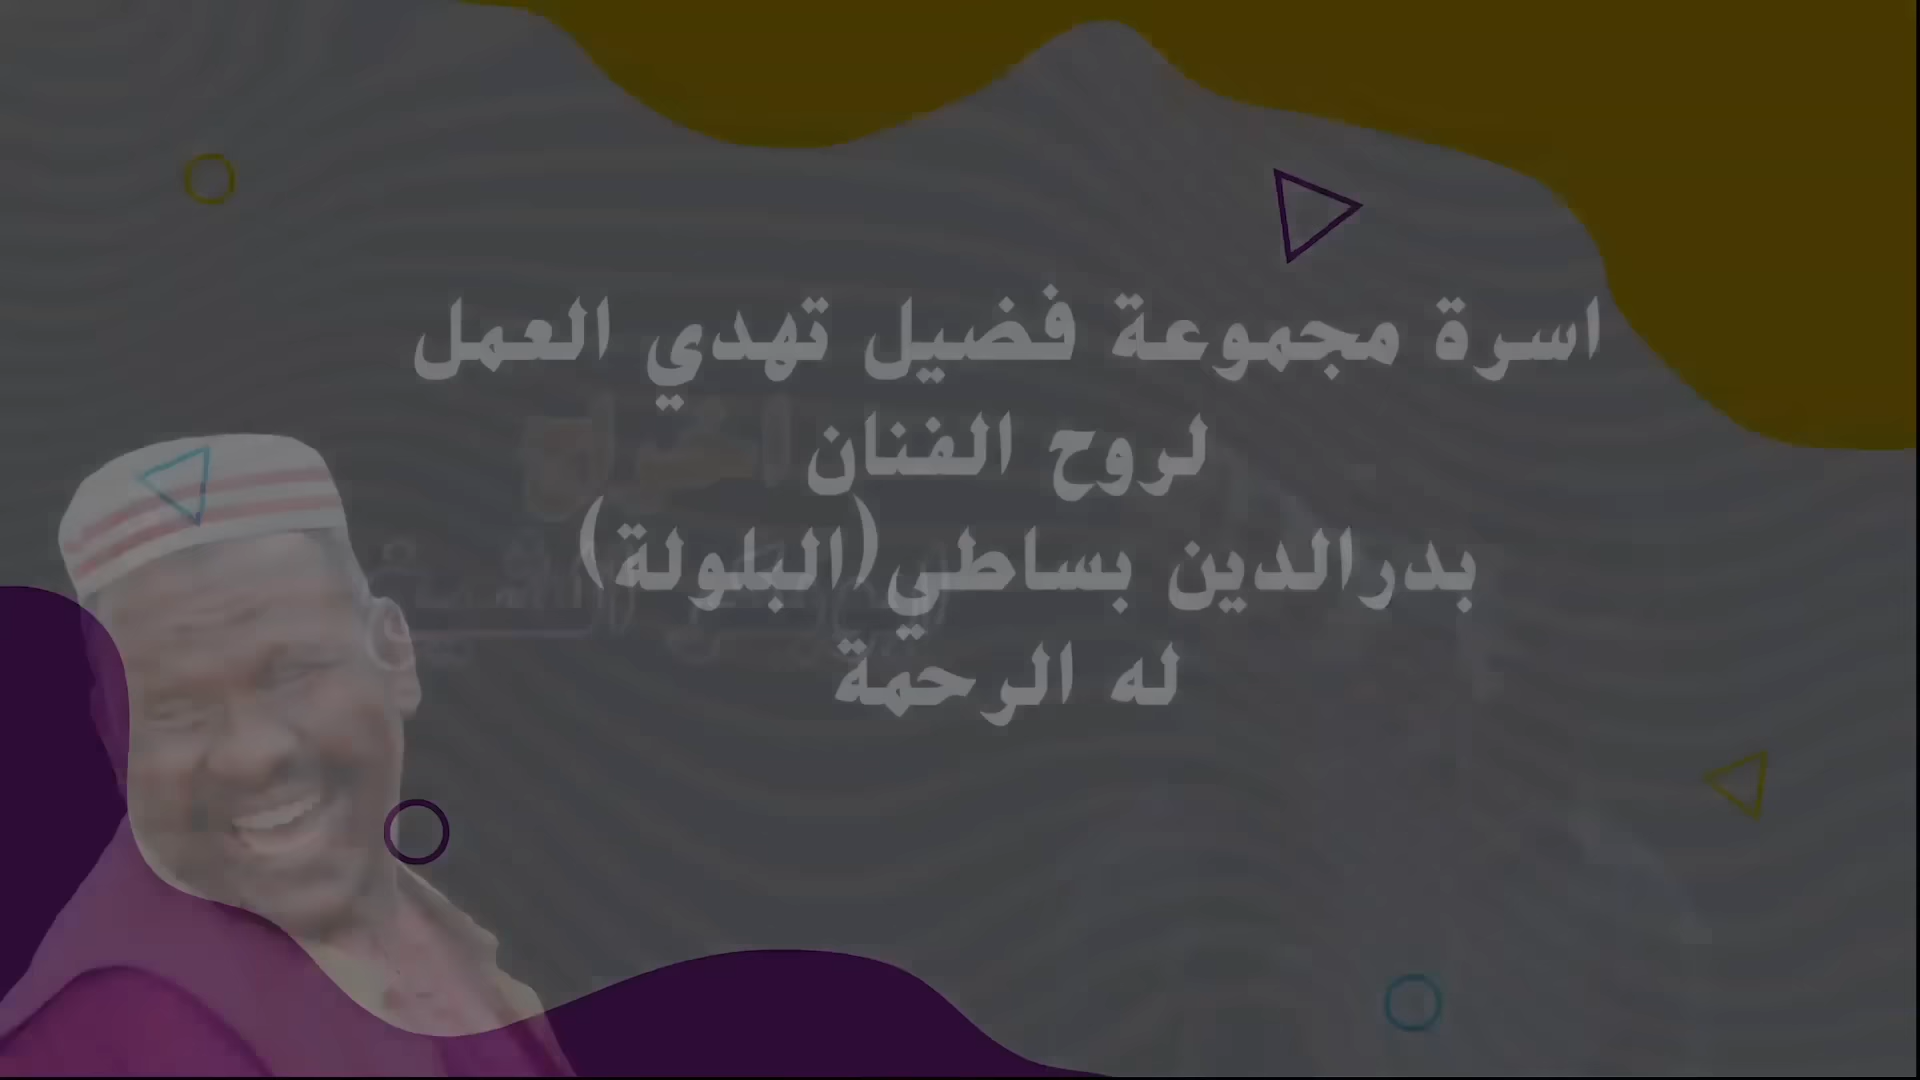 اسرة مجموعة فضيل تهدي العمل
لروح الفنان
بدرالدين بساطي(البلولة)
له الرحمة